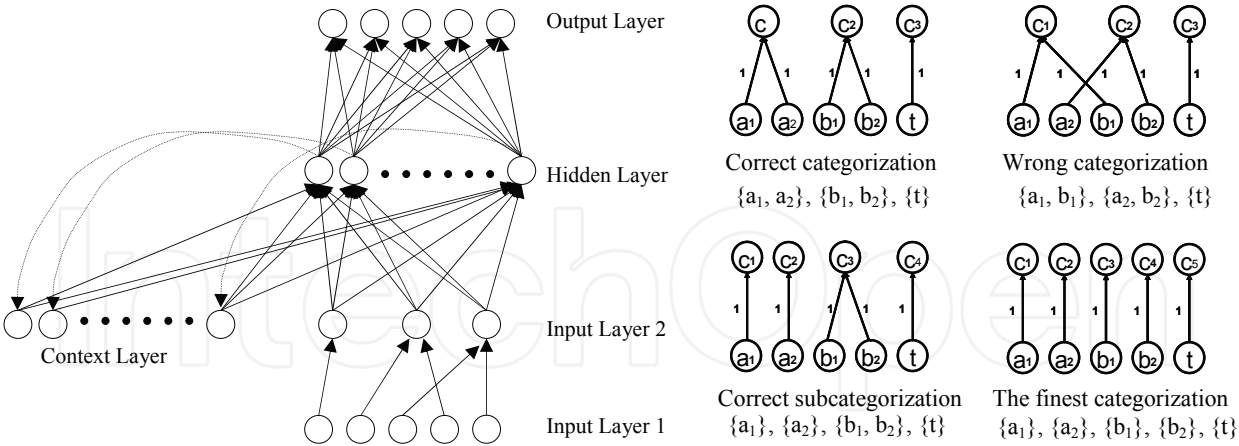 Output Layer
Hidden Layer
Input Layer 2
Context Layer
Input Layer 1
c c2 c3
1 1 1 1 1
a1 a2 b1 b2 t
Correct categorization
{a1, a2}, {b1, b2}, {t}
c1 c2 c3
1 1 1 1 1
a1 a2 b1 b2 t
Wrong categorization
{a1, b1}, {a2, b2}, {t}
c1 c2 c3 c4
1 1 1 1 1
a1 a2 b1 b2 t
Correct subcategorization
{a1}, {a2}, {b1, b2}, {t}
c1 c2 c3 c4 c5
1 1 1 1 1
a1 a2 b1 b2 t
The finest categorization
{a1}, {a2}, {b1}, {b2}, {t}
IntechOpen